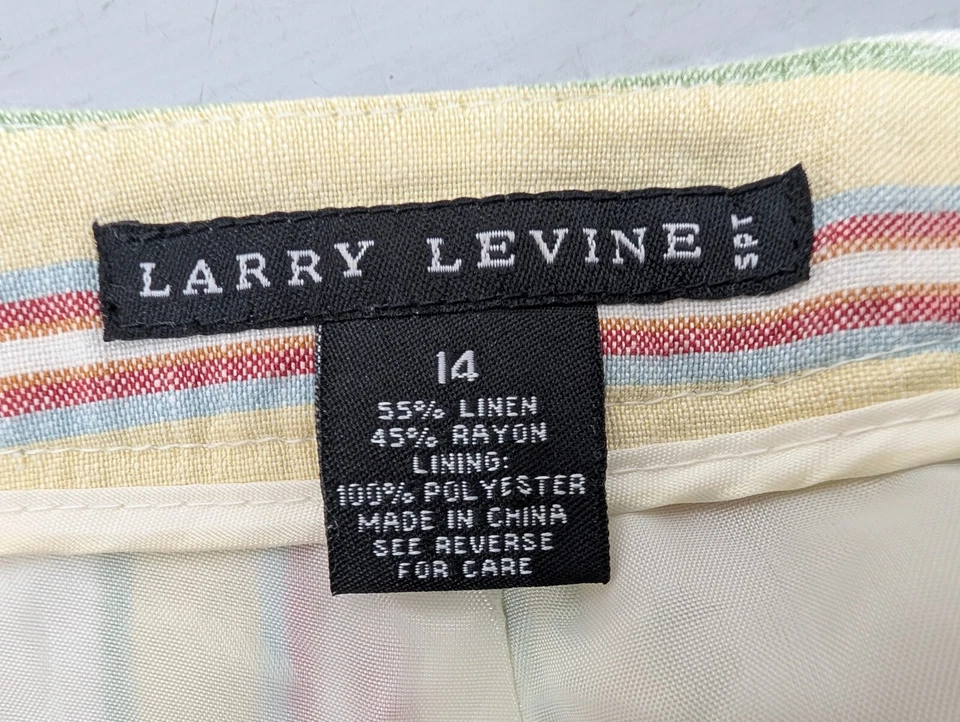 LARRY LEVINE SPT
14
55% LINEN
45% RAYON
LINING:
100% POLYESTER
MADE IN CHINA
SEE REVERSE
FOR CARE